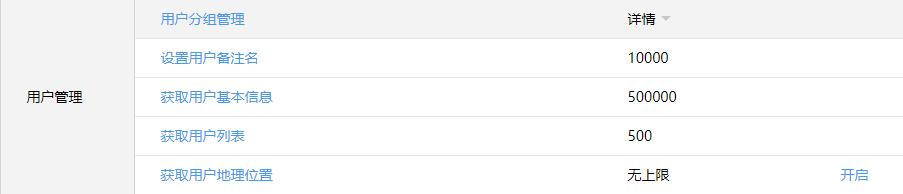 用户分组管理 详情
设置用户备注名 10000
用户管理
获取用户基本信息 500000
获取用户列表 500
获取用户地理位置 无上限 开启